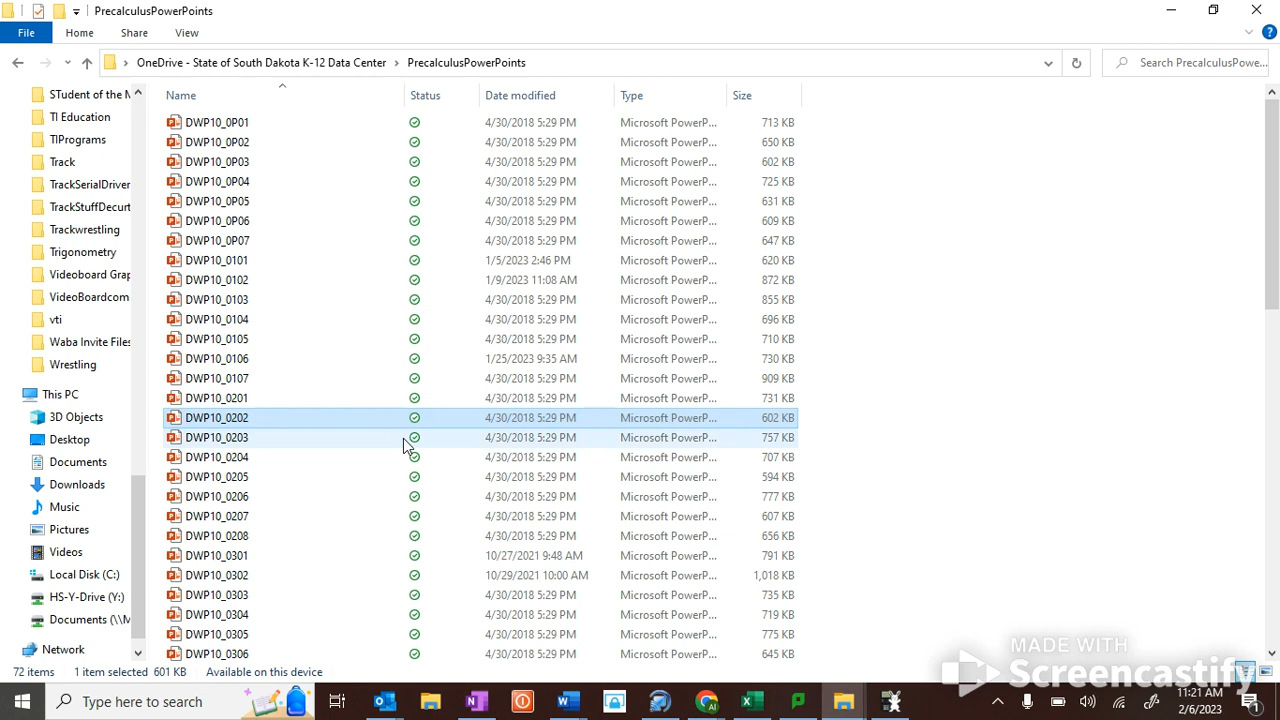 PrecalculusPowerPoints
File Home Share View
OneDrive - State of South Dakota K-12 Data Center PrecalculusPowerPoints Search PrecalculusPowe...
STudent of the M
TI Education
TIPrograms
Track
TrackSerialDriver
TrackStuffDecurt
Trackwrestling
Trigonometry
Videoboard Grap
VideoBoardcom
vti
Waba Invite Files
Wrestling
This PC
3D Objects
Desktop
Documents
Downloads
Music
Pictures
Videos
Local Disk (C:)
HS-Y-Drive (Y:)
Documents (\\M
Network
Name Status Date modified Type Size
DWP10_0P01 4/30/2018 5:29 PM Microsoft PowerP... 713 KB
DWP10_0P02 4/30/2018 5:29 PM Microsoft PowerP... 650 KB
DWP10_0P03 4/30/2018 5:29 PM Microsoft PowerP... 602 KB
DWP10_0P04 4/30/2018 5:29 PM Microsoft PowerP... 725 KB
DWP10_0P05 4/30/2018 5:29 PM Microsoft PowerP... 631 KB
DWP10_0P06 4/30/2018 5:29 PM Microsoft PowerP... 609 KB
DWP10_0P07 4/30/2018 5:29 PM Microsoft PowerP... 647 KB
DWP10_0101 1/5/2023 2:46 PM Microsoft PowerP... 620 KB
DWP10_0102 1/9/2023 11:08 AM Microsoft PowerP... 872 KB
DWP10_0103 4/30/2018 5:29 PM Microsoft PowerP... 855 KB
DWP10_0104 4/30/2018 5:29 PM Microsoft PowerP... 696 KB
DWP10_0105 4/30/2018 5:29 PM Microsoft PowerP... 710 KB
DWP10_0106 1/25/2023 9:35 AM Microsoft PowerP... 730 KB
DWP10_0107 4/30/2018 5:29 PM Microsoft PowerP... 909 KB
DWP10_0201 4/30/2018 5:29 PM Microsoft PowerP... 731 KB
DWP10_0202 4/30/2018 5:29 PM Microsoft PowerP... 602 KB
DWP10_0203 4/30/2018 5:29 PM Microsoft PowerP... 757 KB
DWP10_0204 4/30/2018 5:29 PM Microsoft PowerP... 707 KB
DWP10_0205 4/30/2018 5:29 PM Microsoft PowerP... 594 KB
DWP10_0206 4/30/2018 5:29 PM Microsoft PowerP... 777 KB
DWP10_0207 4/30/2018 5:29 PM Microsoft PowerP... 607 KB
DWP10_0208 4/30/2018 5:29 PM Microsoft PowerP... 656 KB
DWP10_0301 10/27/2021 9:48 AM Microsoft PowerP... 791 KB
DWP10_0302 10/29/2021 10:00 AM Microsoft PowerP... 1,018 KB
DWP10_0303 4/30/2018 5:29 PM Microsoft PowerP... 735 KB
DWP10_0304 4/30/2018 5:29 PM Microsoft PowerP... 719 KB
DWP10_0305 4/30/2018 5:29 PM Microsoft PowerP... 775 KB
DWP10_0306 4/30/2018 5:29 PM Microsoft PowerP... 645 KB
72 items 1 item selected 601 KB Available on this device
MADE WITH
Screencastify
Type here to search
11:21 AM
2/6/2023